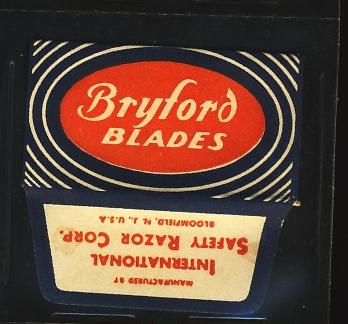 Bryford
BLADES
MANUFACTURED BY
INTERNATIONAL
SAFETY RAZOR CORP.
BLOOMFIELD, N. J., U.S.A